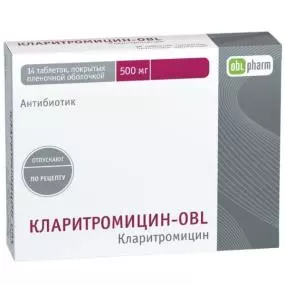 14 таблеток, покрытых
пленочной оболочкой
500 мг
obl pharm
Антибиотик
ОТПУСКАЮТ
ПО РЕЦЕПТУ
КЛАРИТРОМИЦИН-OBL
Кларитромицин